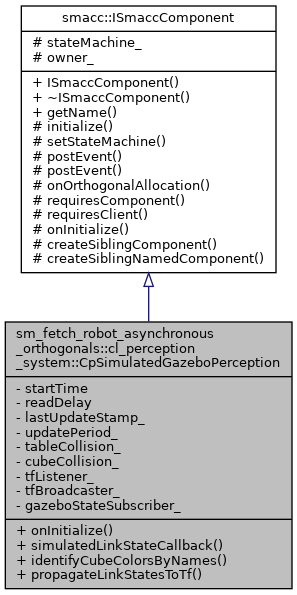 smacc::ISmaccComponent
# stateMachine_
# owner_
+ ISmaccComponent()
+ ~ISmaccComponent()
+ getName()
# initialize()
# setStateMachine()
# postEvent()
# postEvent()
# onOrthogonalAllocation()
# requiresComponent()
# requiresClient()
# onInitialize()
# createSiblingComponent()
# createSiblingNamedComponent()
sm_fetch_robot_asynchronous
_orthogonals::cl_perception
_system::CpSimulatedGazeboPerception
- startTime
- readDelay
- lastUpdateStamp_
- updatePeriod_
- tableCollision_
- cubeCollision_
- tfListener_
- tfBroadcaster_
- gazeboStateSubscriber_
+ onInitialize()
+ simulatedLinkStateCallback()
+ identifyCubeColorsByNames()
+ propagateLinkStatesToTf()